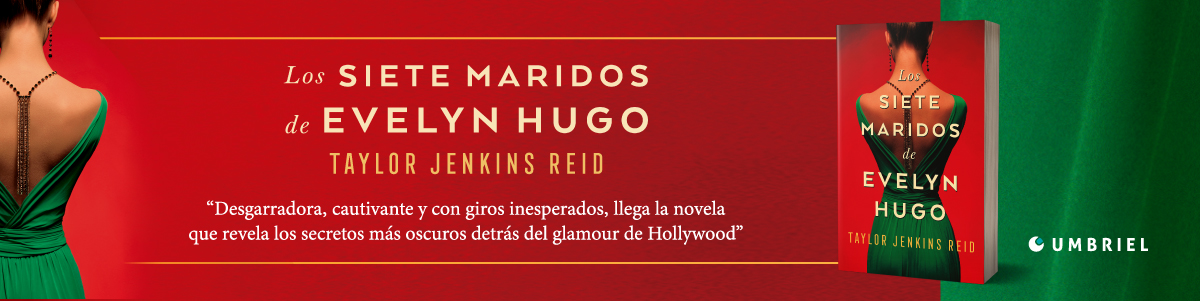 Los SIETE MARIDOS
de EVELYN HUGO
TAYLOR JENKINS REID
“Desgarradora, cautivante y con giros inesperados, llega la novela
que revela los secretos más oscuros detrás del glamour de Hollywood”
Los
SIETE
MARIDOS
de
EVELYN
HUGO
TAYLOR JENKINS REID
UMBRIEL